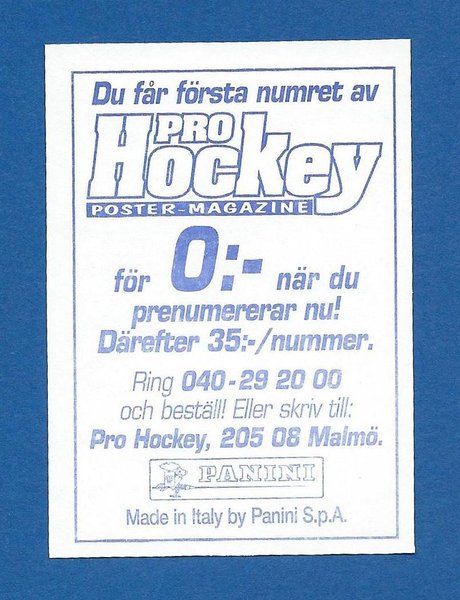 Du får första numret av
PRO
Hockey
POSTER-MAGAZINE
för 0:- när du
prenumererar nu!
Därefter 35:-/nummer.
Ring 040-29 20 00
och beställ! Eller skriv till:
Pro Hockey, 205 08 Malmö.
PANINI
Made in Italy by Panini S.p.A.